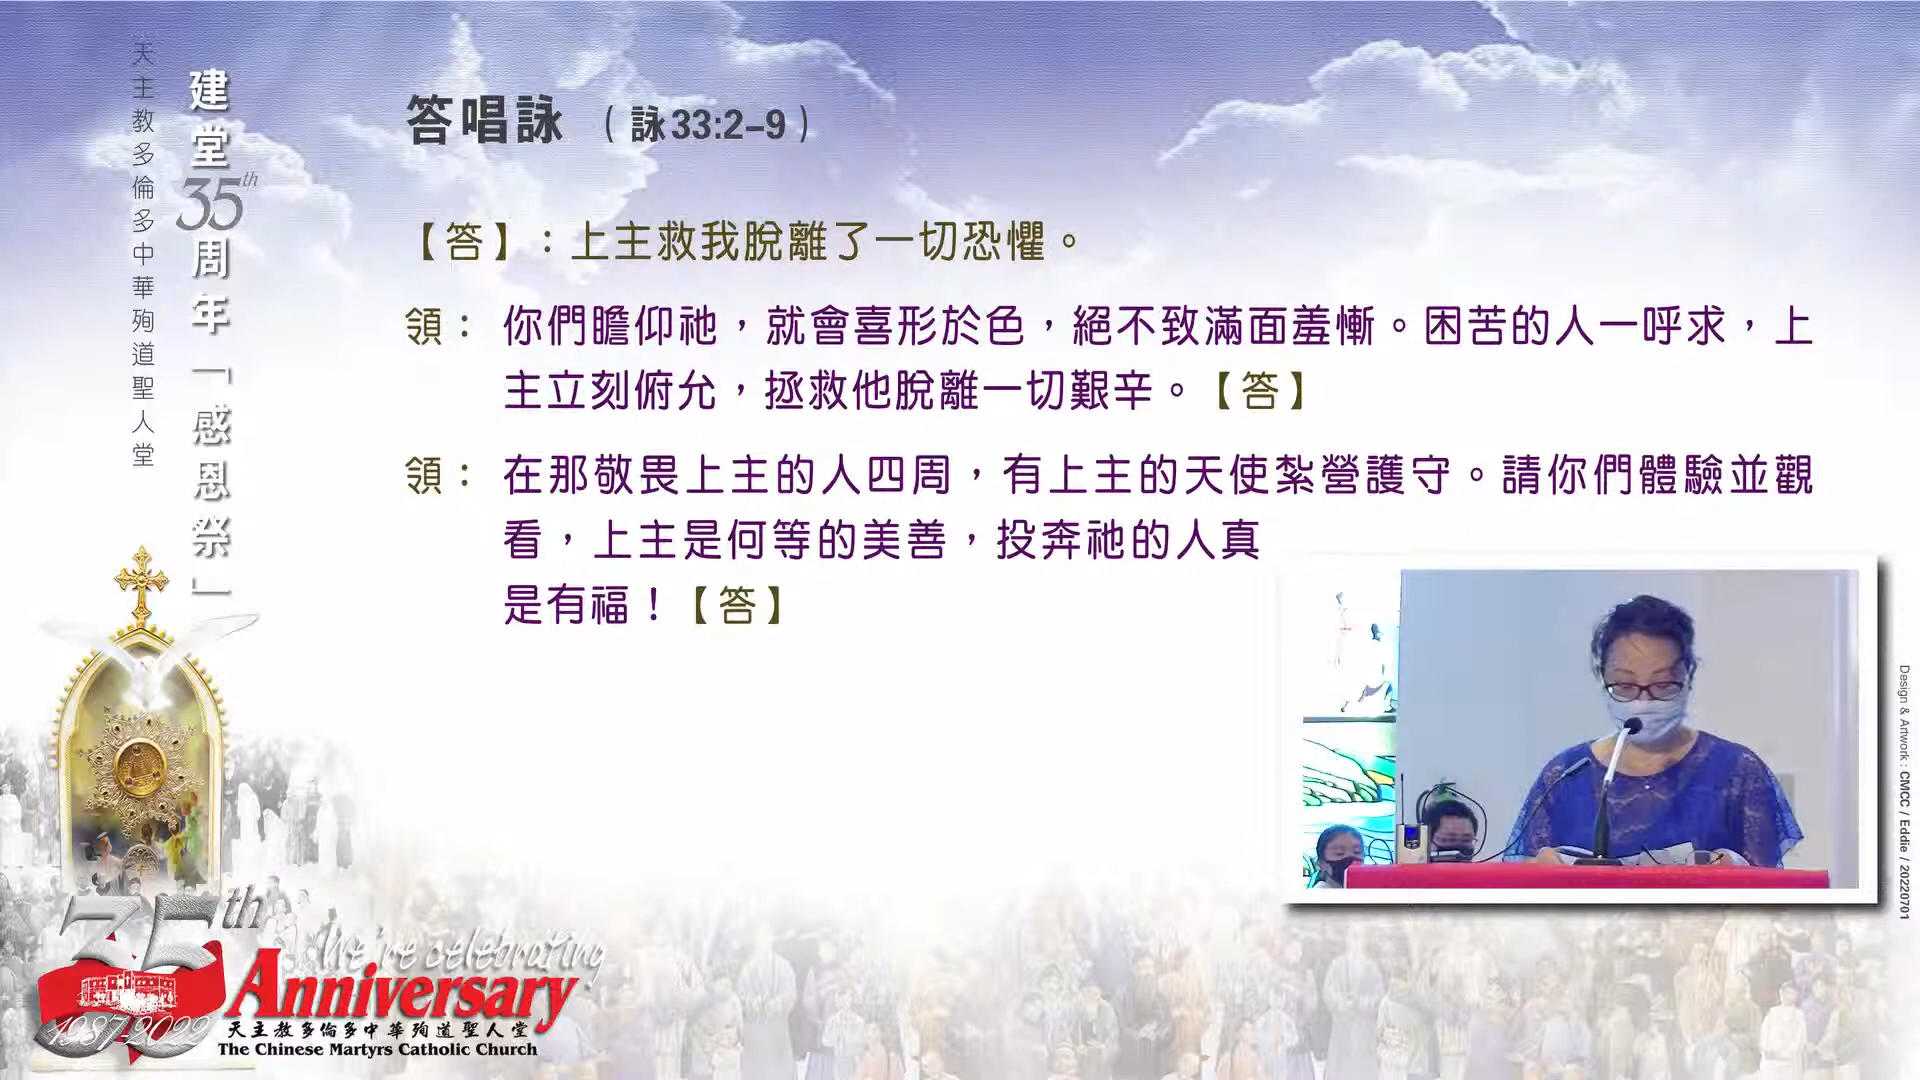 天主教多倫多中華殉道聖人堂
建堂35th周年「感恩祭」
答唱詠 （詠33:2-9）
【答】：上主救我脫離了一切恐懼。
領： 你們瞻仰祂，就會喜形於色，絕不致滿面羞慚。困苦的人一呼求，上
主立刻俯允，拯救他脫離一切艱辛。【答】
領： 在那敬畏上主的人四周，有上主的天使紮營護守。請你們體驗並觀
看，上主是何等的美善，投奔祂的人真
是有福！【答】
Design & Artwork : CMCC / Eddie / 20220701
35th
We're celebrating
Anniversary
1987-2022
天主教多倫多中華殉道聖人堂
The Chinese Martyrs Catholic Church